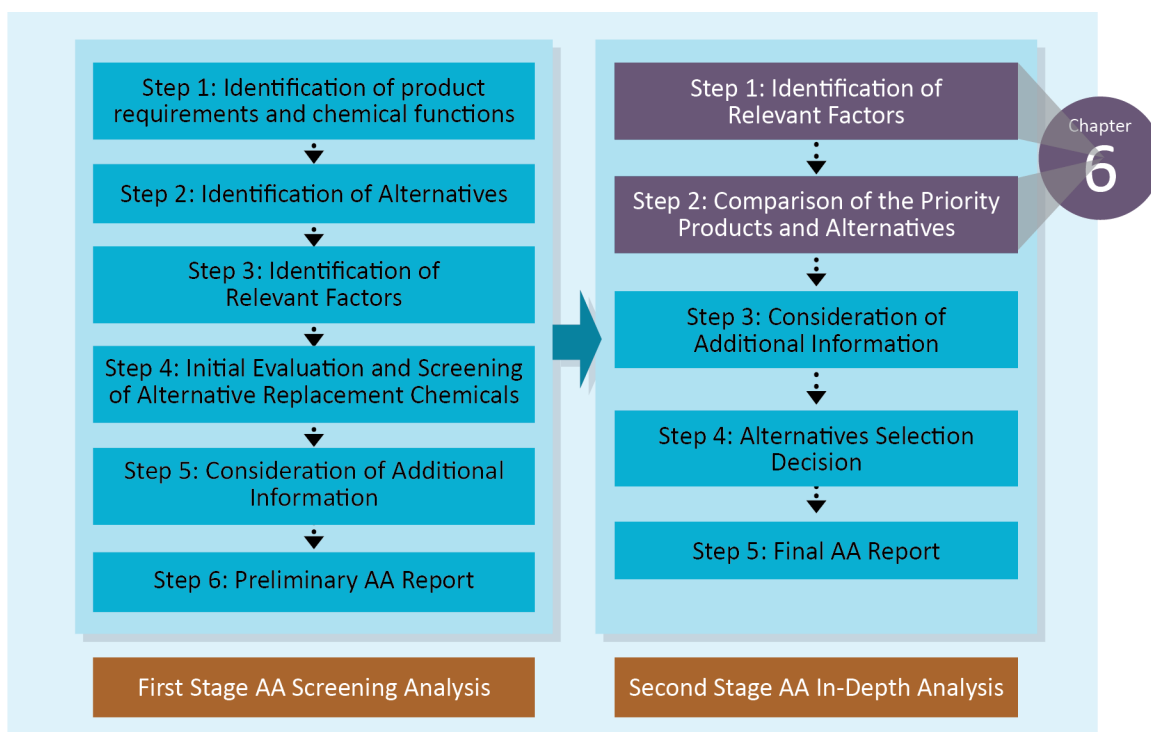 Step 1: Identification of product
requirements and chemical functions
Step 2: Identification of Alternatives
Step 3: Identification of
Relevant Factors
Step 4: Initial Evaluation and Screening
of Alternative Replacement Chemicals
Step 5: Consideration of Additional
Information
Step 6: Preliminary AA Report
First Stage AA Screening Analysis
Step 1: Identification of
Relevant Factors
Step 2: Comparison of the Priority
Products and Alternatives
Step 3: Consideration of
Additional Information
Step 4: Alternatives Selection
Decision
Step 5: Final AA Report
Second Stage AA In-Depth Analysis
Chapter
6